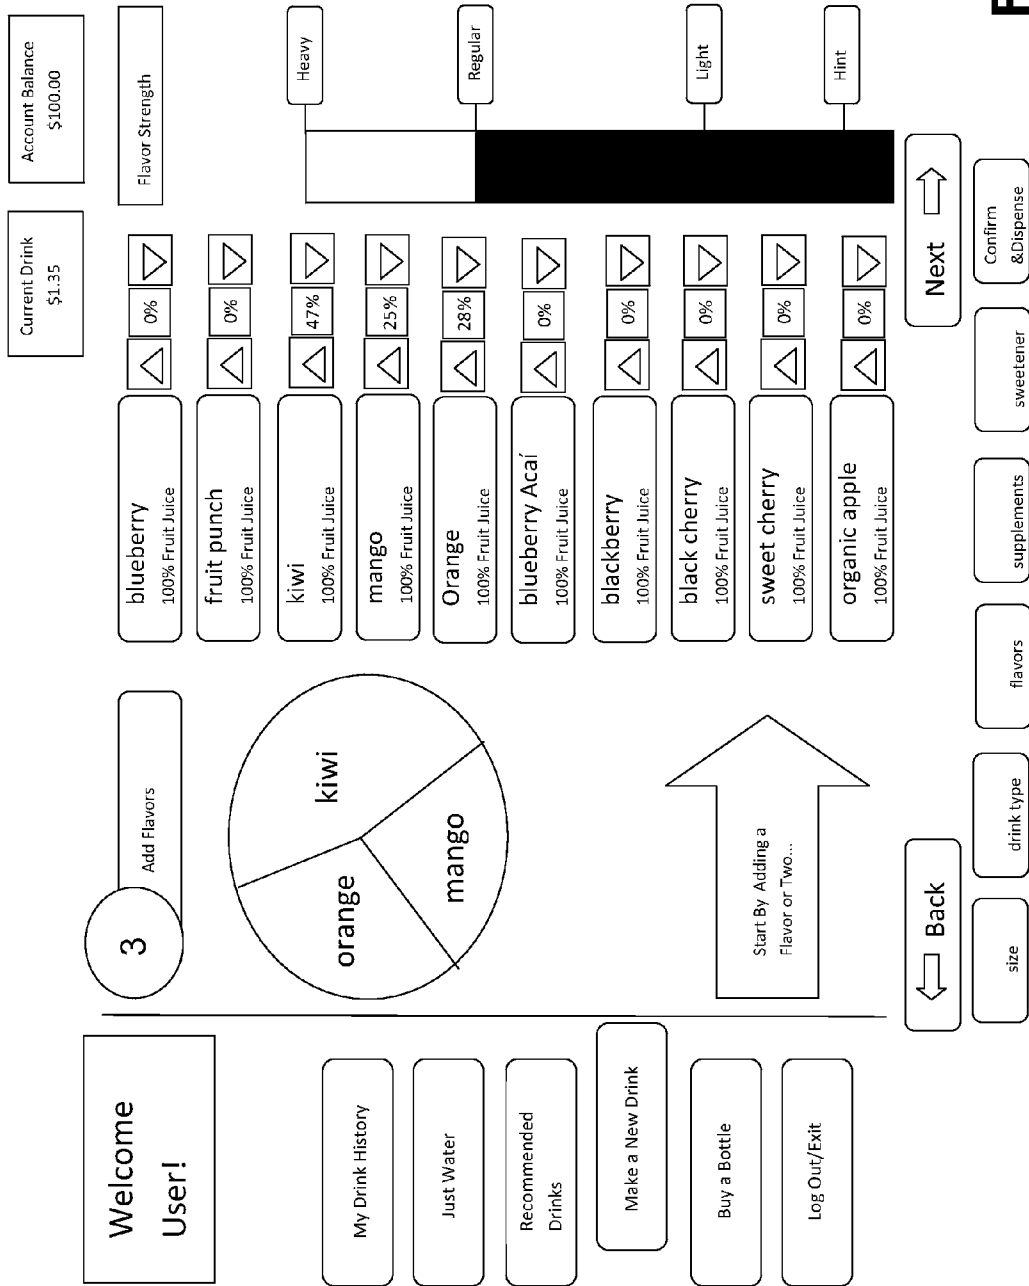 Welcome
User!
My Drink History
Just Water
Recommended
Drinks
Make a New Drink
Buy a Bottle
Log Out/Exit
3
Add Flavors
orange
kiwi
mango
Start By Adding a
Flavor or Two...
Current Drink
$1.35
Account Balance
$100.00
blueberry
100% Fruit Juice
0%
fruit punch
100% Fruit Juice
0%
kiwi
100% Fruit Juice
47%
mango
100% Fruit Juice
25%
Orange
100% Fruit Juice
28%
blueberry Acaí
100% Fruit Juice
0%
blackberry
100% Fruit Juice
0%
black cherry
100% Fruit Juice
0%
sweet cherry
100% Fruit Juice
0%
organic apple
100% Fruit Juice
0%
Flavor Strength
Heavy
Regular
Light
Hint
Back
Next
size
drink type
flavors
supplements
sweetener
Confirm
&Dispense